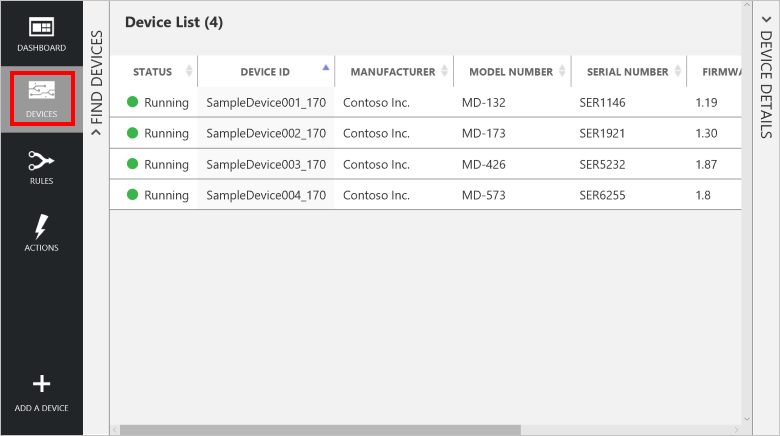 DASHBOARD
DEVICES
RULES
ACTIONS
ADD A DEVICE
FIND DEVICES
Device List (4)
STATUS DEVICE ID MANUFACTURER MODEL NUMBER SERIAL NUMBER FIRMWA
Running SampleDevice001_170 Contoso Inc. MD-132 SER1146 1.19
Running SampleDevice002_170 Contoso Inc. MD-173 SER1921 1.30
Running SampleDevice003_170 Contoso Inc. MD-426 SER5232 1.87
Running SampleDevice004_170 Contoso Inc. MD-573 SER6255 1.8
DEVICE DETAILS